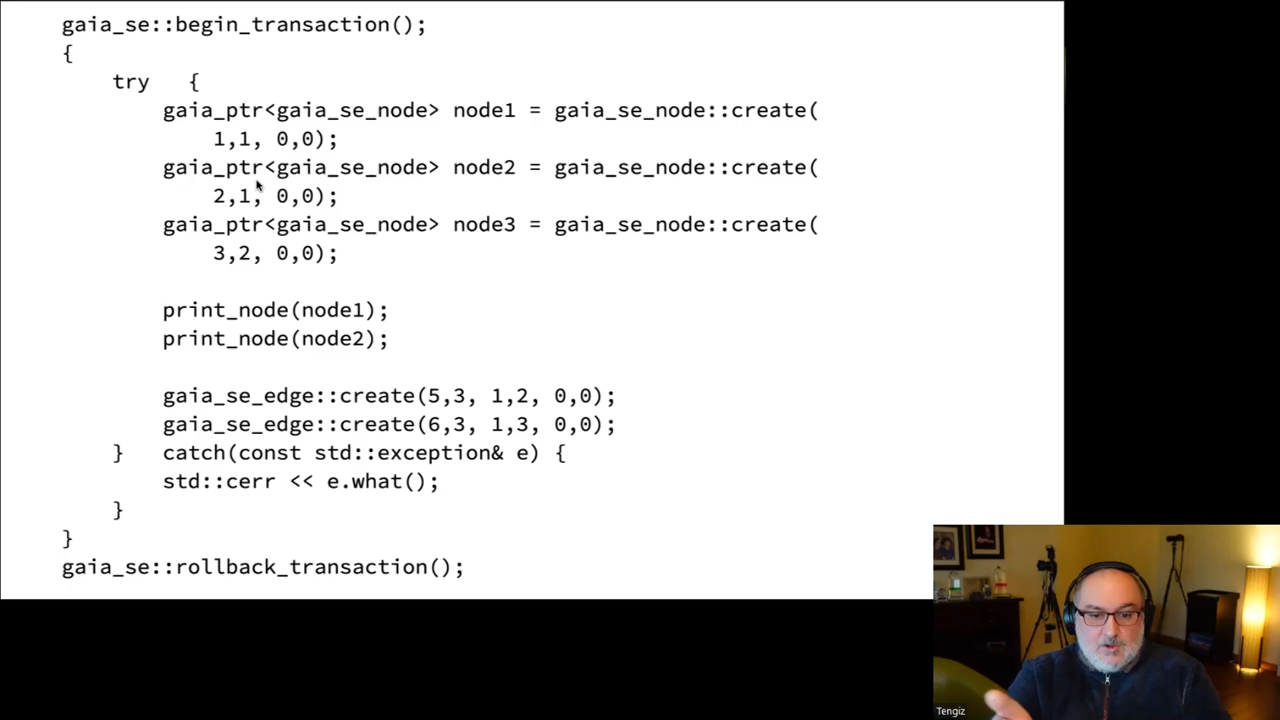 gaia_se::begin_transaction();
{
try {
gaia_ptr<gaia_se_node> node1 = gaia_se_node::create(
1,1, 0,0);
gaia_ptr<gaia_se_node> node2 = gaia_se_node::create(
2,1, 0,0);
gaia_ptr<gaia_se_node> node3 = gaia_se_node::create(
3,2, 0,0);
print_node(node1);
print_node(node2);
gaia_se_edge::create(5,3, 1,2, 0,0);
gaia_se_edge::create(6,3, 1,3, 0,0);
} catch(const std::exception& e) {
std::cerr << e.what();
}
}
gaia_se::rollback_transaction();
Tengiz